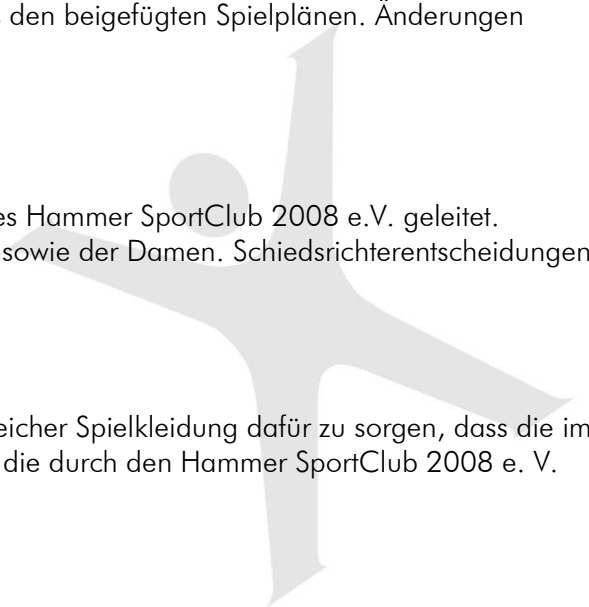 den beigefügten Spielplänen. Änderungen
es Hammer SportClub 2008 e.V. geleitet.
sowie der Damen. Schiedsrichterentscheidungen
eicher Spielkleidung dafür zu sorgen, dass die im
die durch den Hammer SportClub 2008 e. V.